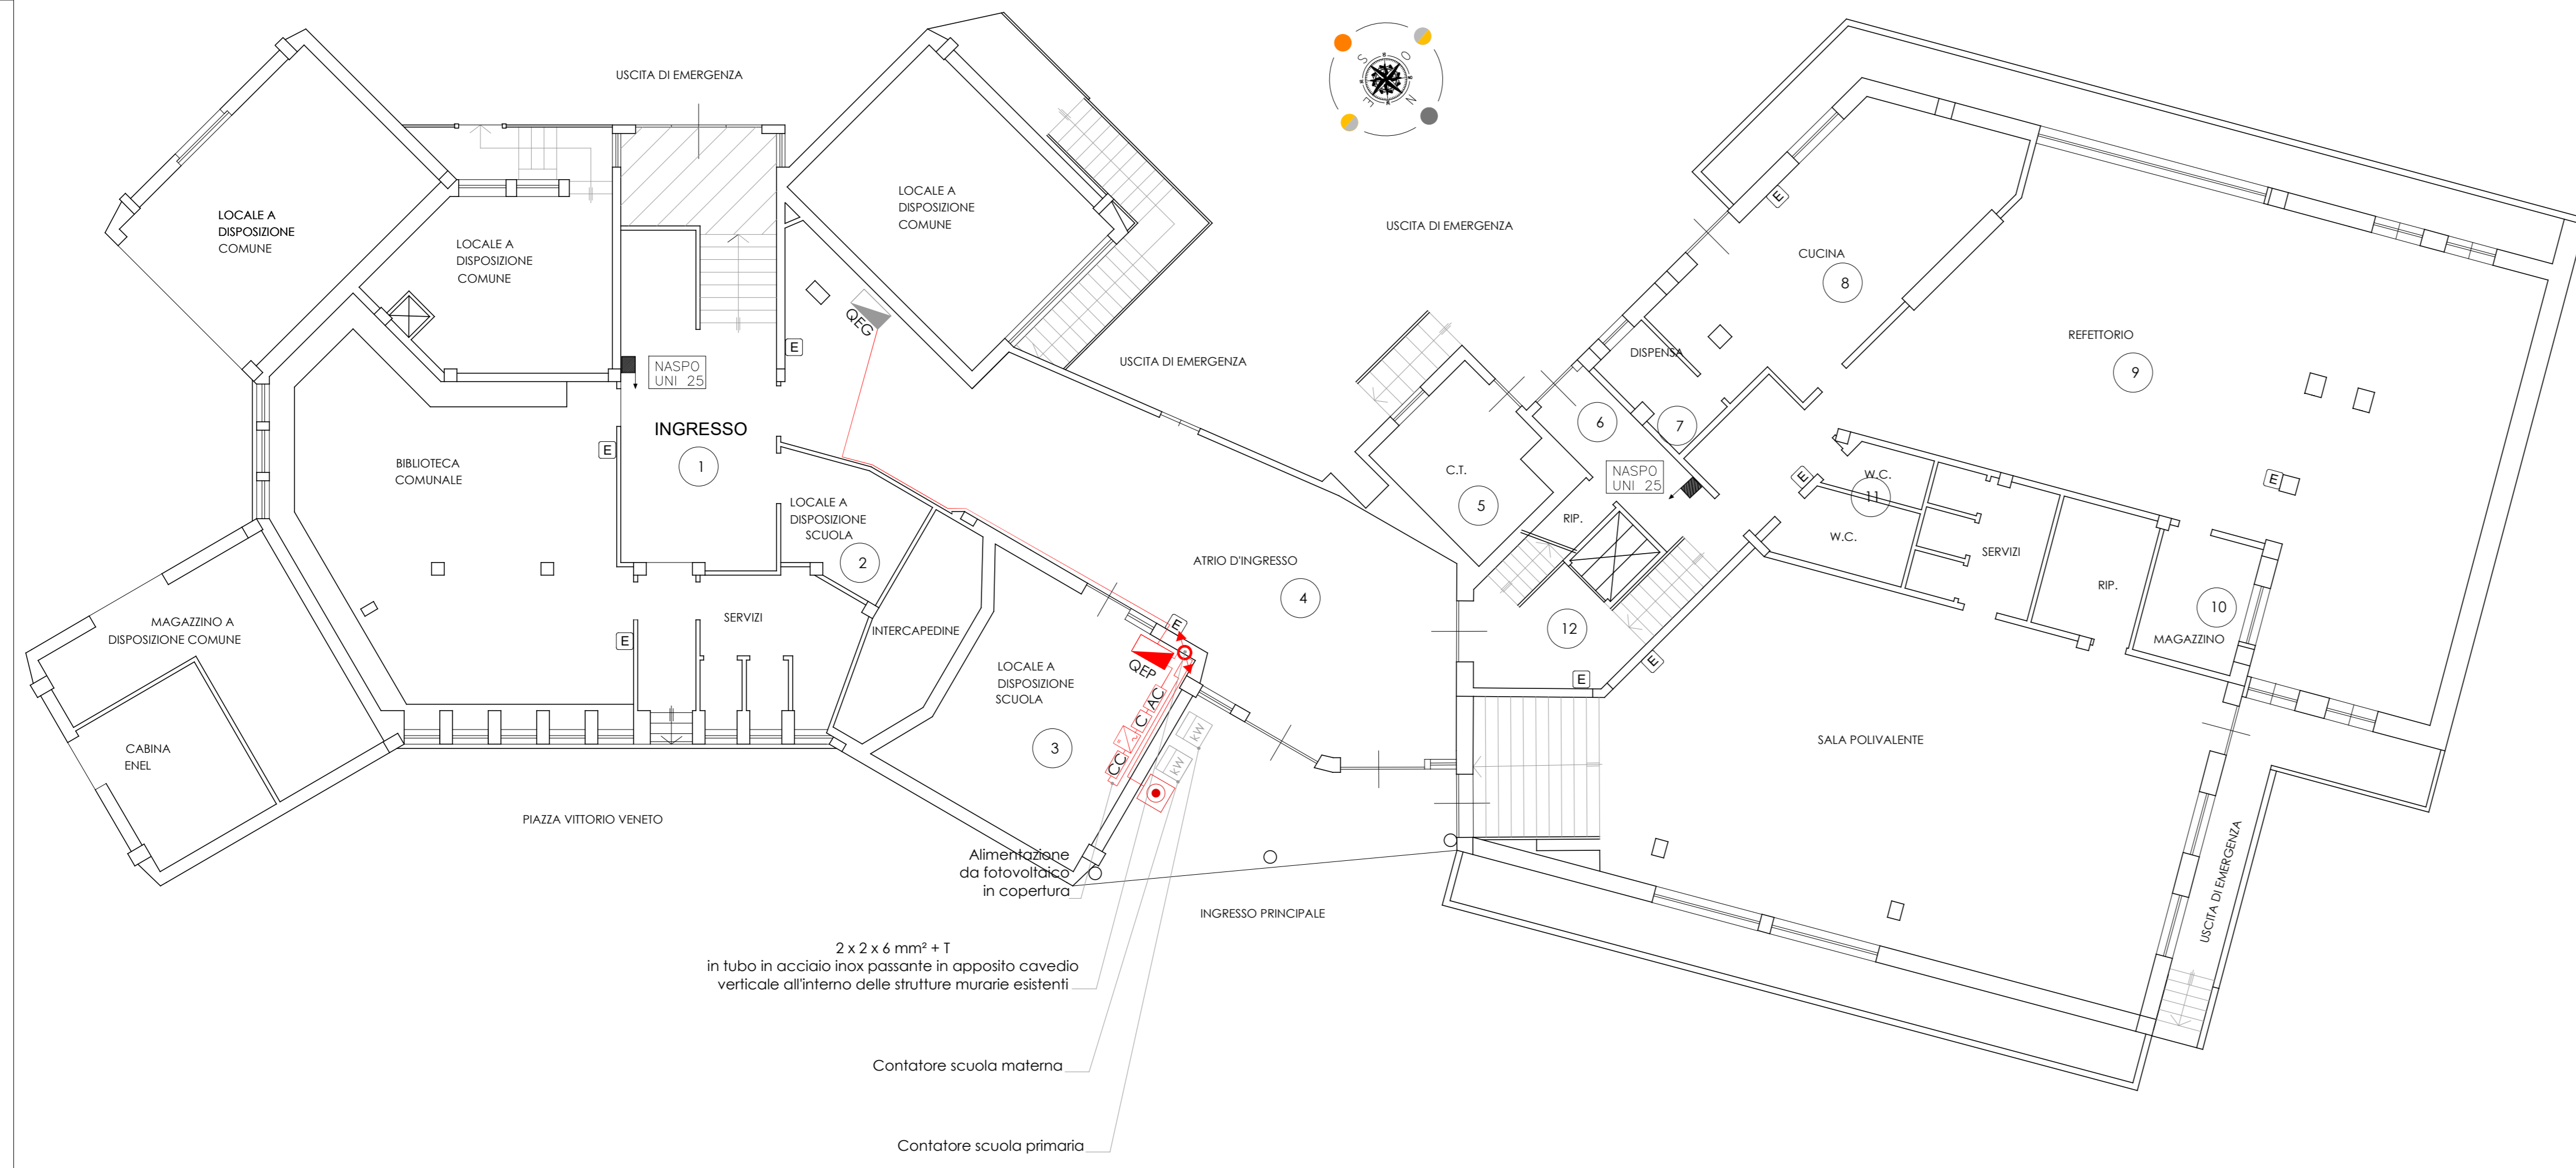 USCITA DI EMERGENZA
S
O
E
N
LOCALE A
DISPOSIZIONE
COMUNE
LOCALE A
DISPOSIZIONE
COMUNE
LOCALE A
DISPOSIZIONE
COMUNE
USCITA DI EMERGENZA
CUCINA
8
E
QEG
E
NASPO
UNI 25
USCITA DI EMERGENZA
DISPENSA
REFETTORIO
9
INGRESSO
1
E
BIBLIOTECA
COMUNALE
6
7
C.T.
5
NASPO
UNI 25
E
W.C.
11
E
LOCALE A
DISPOSIZIONE
SCUOLA
2
RIP.
W.C.
SERVIZI
RIP.
10
MAGAZZINO
ATRIO D'INGRESSO
4
MAGAZZINO A
DISPOSIZIONE COMUNE
E
SERVIZI
INTERCAPEDINE
E
12
E
E
LOCALE A
DISPOSIZIONE
SCUOLA
3
QEP
AC
C
CC
kW
kW
CABINA
ENEL
SALA POLIVALENTE
PIAZZA VITTORIO VENETO
USCITA DI EMERGENZA
Alimentazione
da fotovoltaico
in copertura
INGRESSO PRINCIPALE
2 x 2 x 6 mm² + T
in tubo in acciaio inox passante in apposito cavedio
verticale all'interno delle strutture murarie esistenti
Contatore scuola materna
Contatore scuola primaria